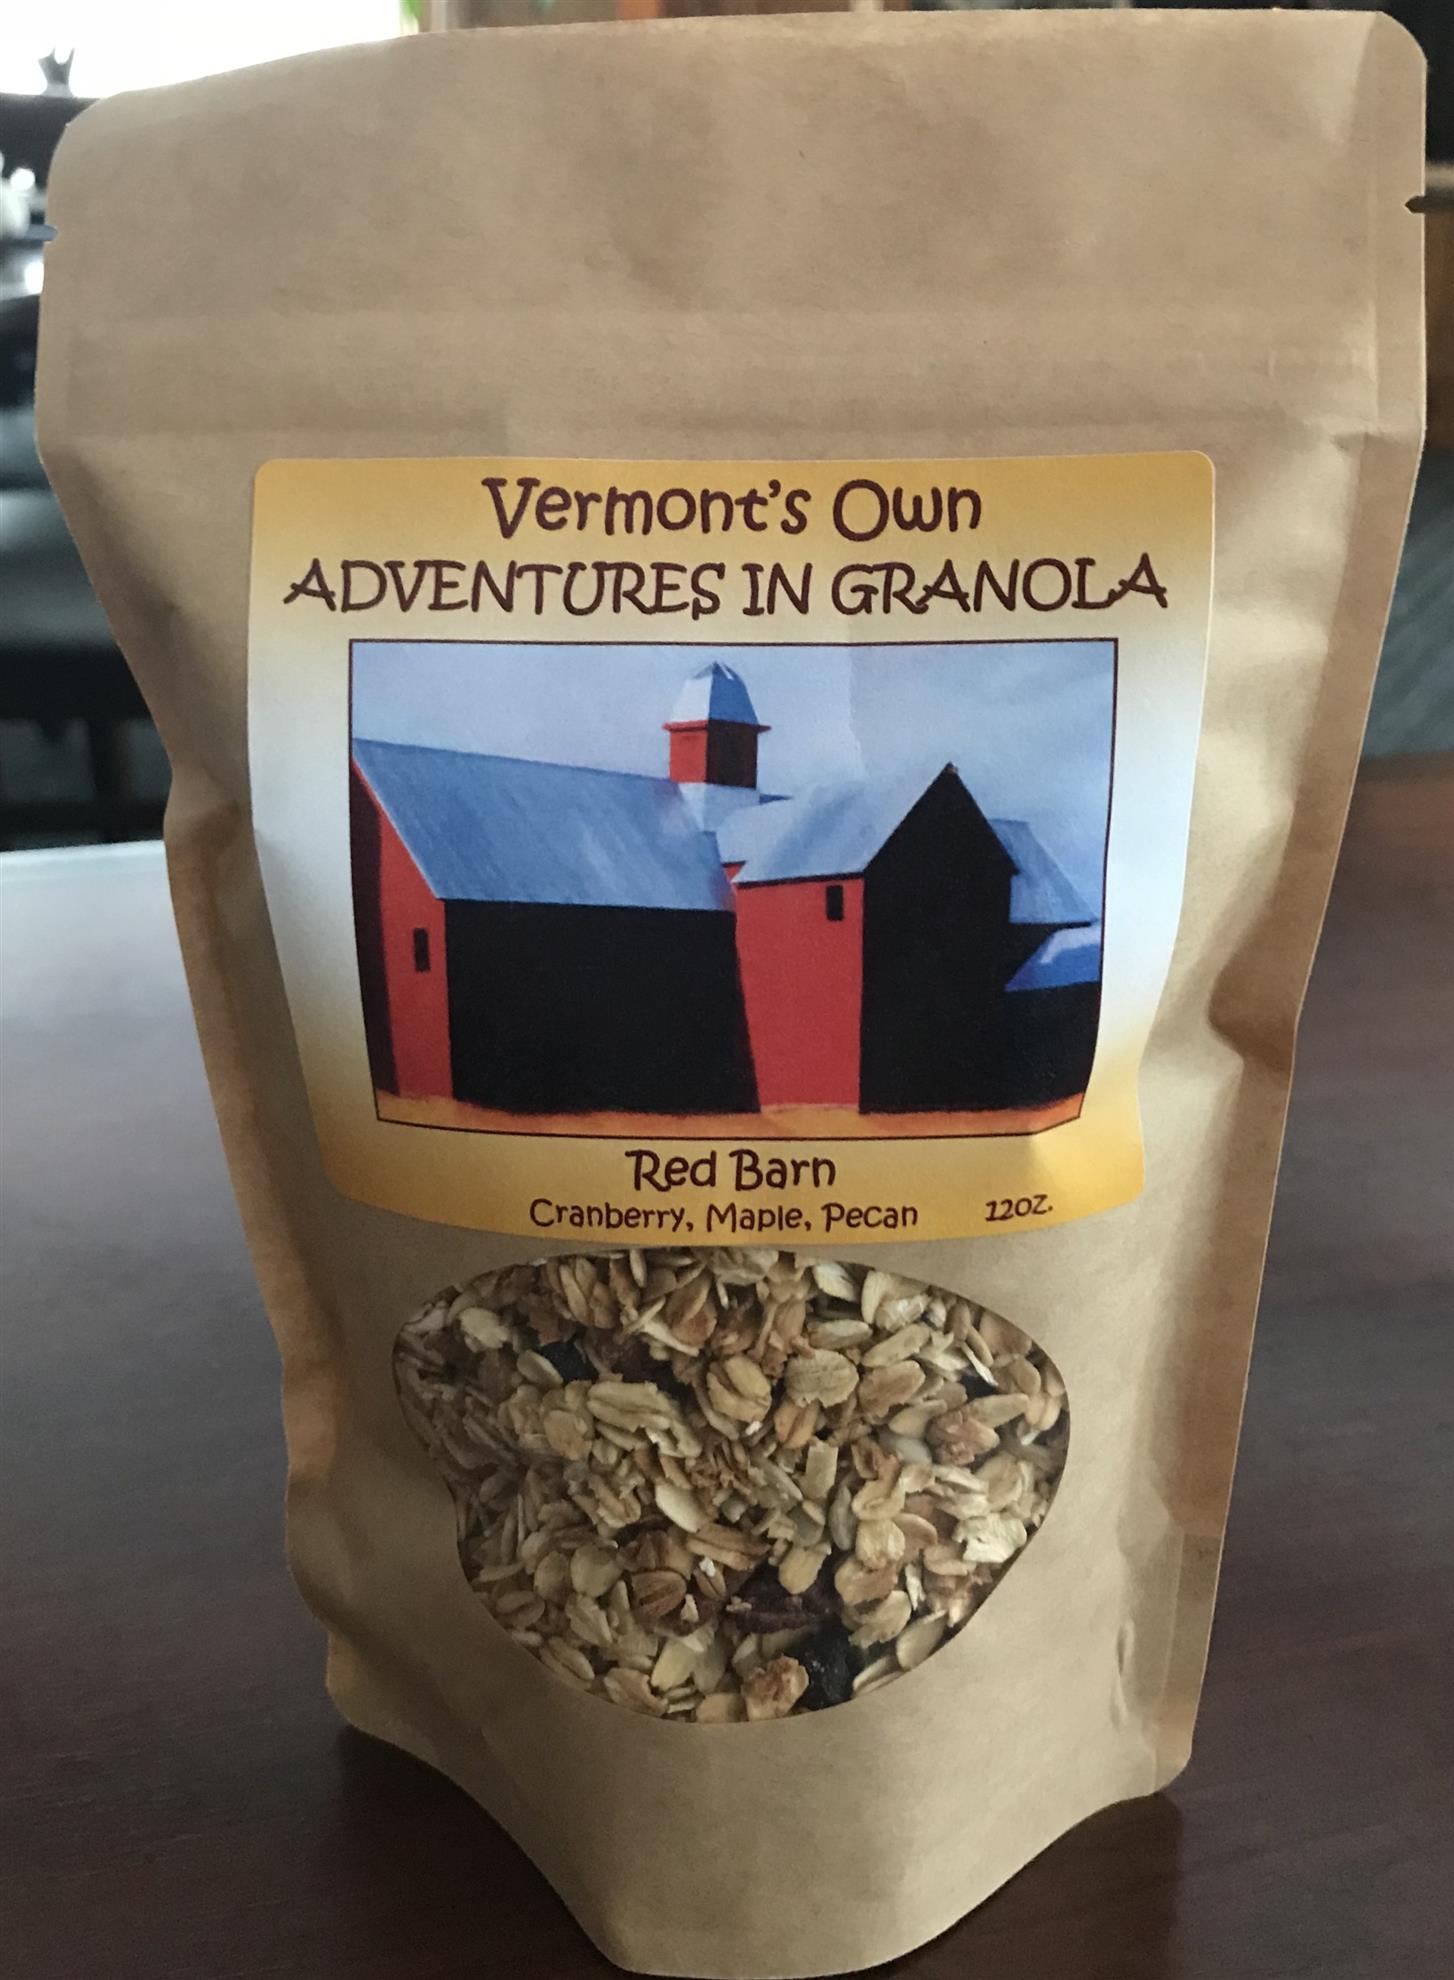 Vermont's Own
ADVENTURES IN GRANOLA
Red Barn
Cranberry, Maple, Pecan 12oz.